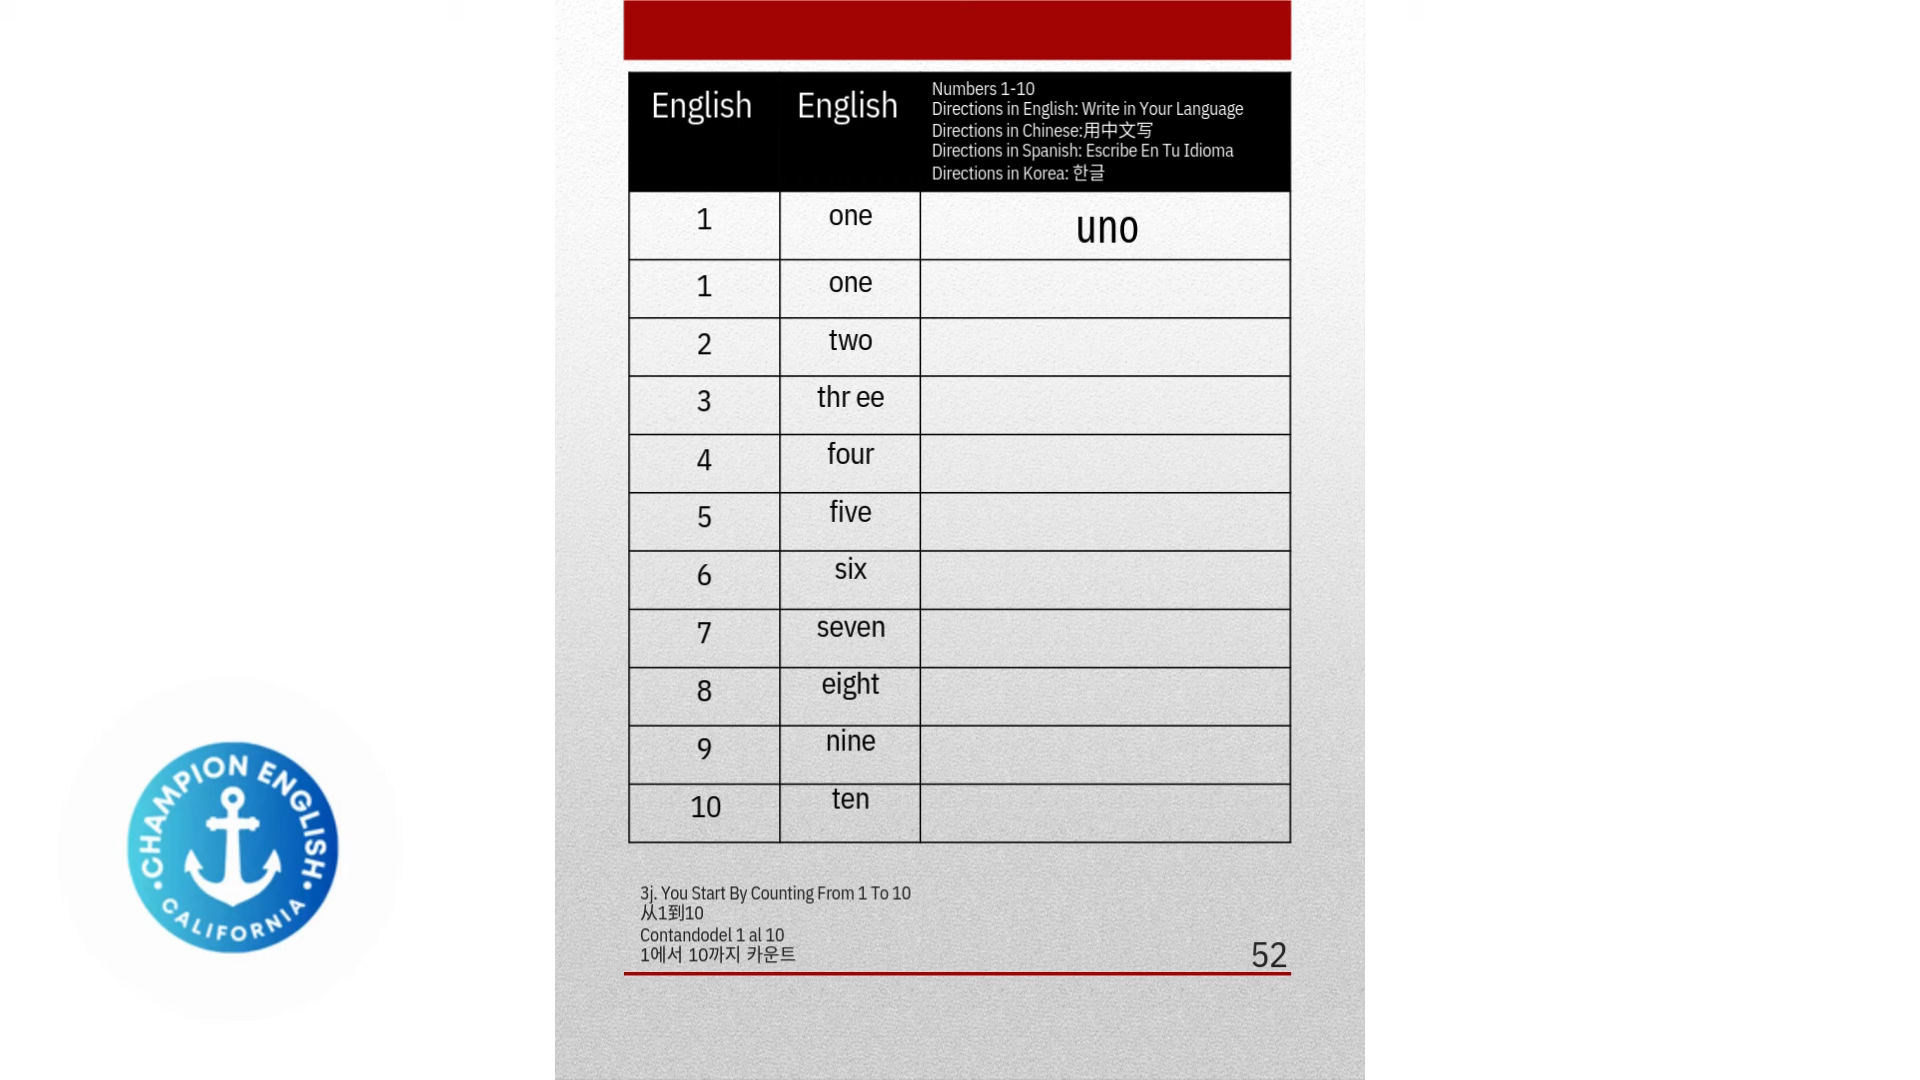 English
English
Numbers 1-10
Directions in English: Write in Your Language
Directions in Chinese:用中文写
Directions in Spanish: Escribe En Tu Idioma
Directions in Korea: 한글
1 one uno
1 one
2 two
3 thr ee
4 four
5 five
6 six
7 seven
8 eight
9 nine
10 ten
3j. You Start By Counting From 1 To 10
从1到10
Contandodel 1 al 10
1에서 10까지 카운트
52
CHAMPION ENGLISH
CALIFORNIA